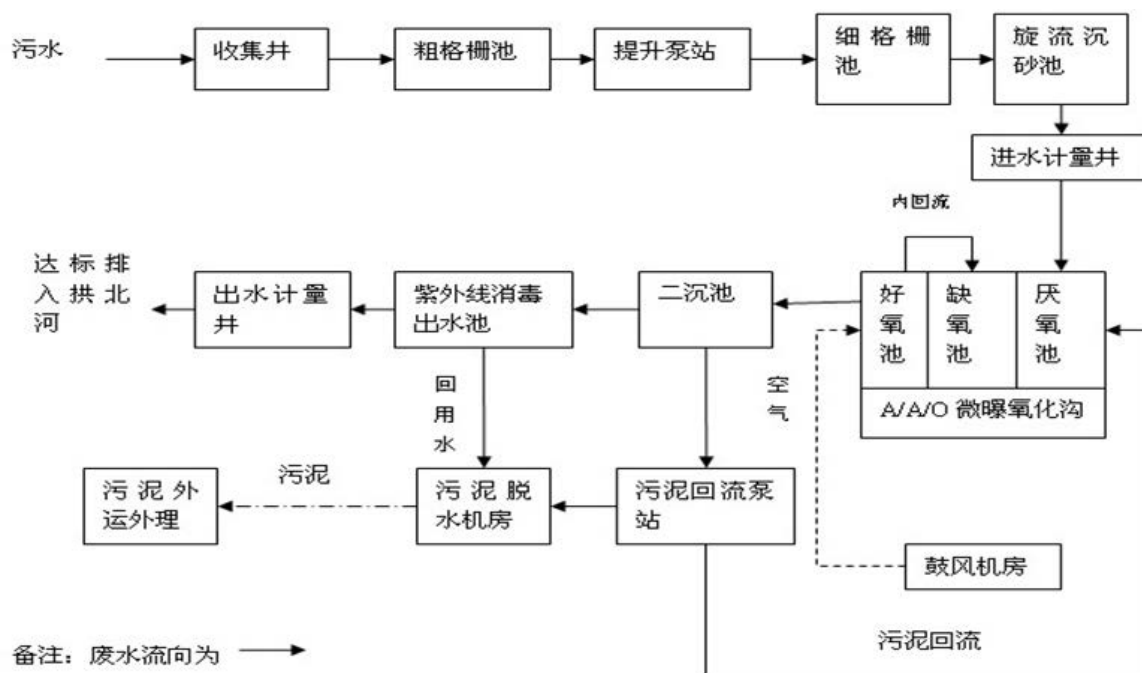 污水
收集井
粗格栅池
提升泵站
细格栅
池
旋流沉
砂池
进水计量井
内回流
达标排
入拱北
河
出水计量
井
紫外线消毒
出水池
二沉池
好
氧
池
缺
氧
池
厌
氧
池
A/A/O 微曝氧化沟
回
用
水
空
气
污泥外
运外理
污泥
污泥脱
水机房
污泥回流泵
站
鼓风机房
污泥回流
备注：废水流向为